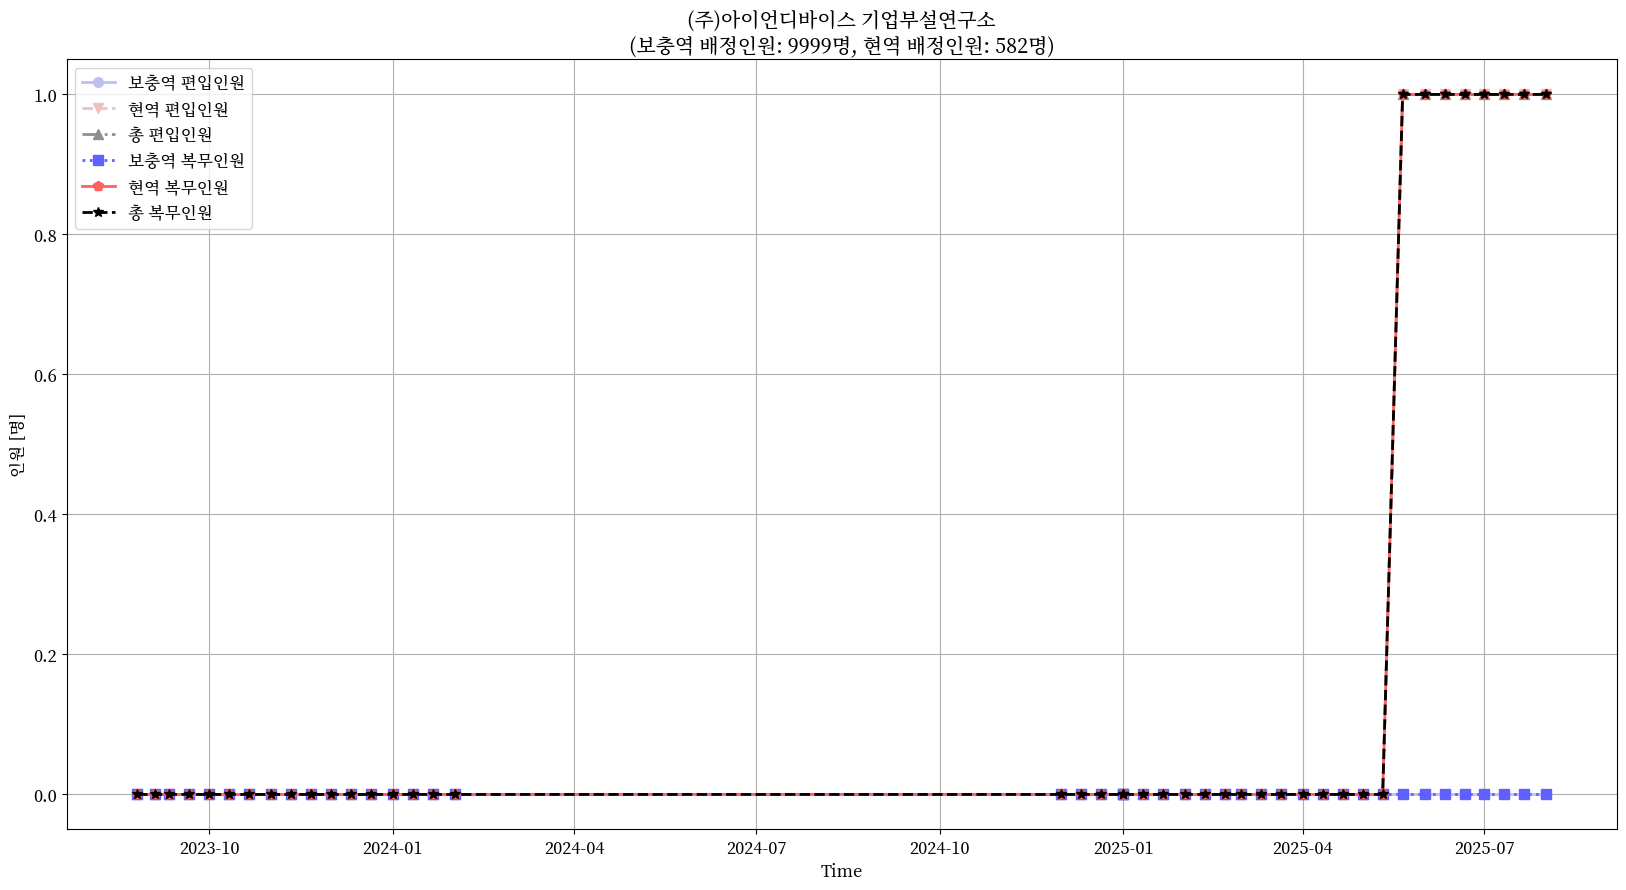 (주)아이언디바이스 기업부설연구소
(보충역 배정인원: 9999명, 현역 배정인원: 582명)
보충역 편입인원
현역 편입인원
총 편입인원
보충역 복무인원
현역 복무인원
총 복무인원
1.0
0.8
0.6
0.4
0.2
0.0
인원 [명]
2023-10
2024-01
2024-04
2024-07
2024-10
2025-01
2025-04
2025-07
Time